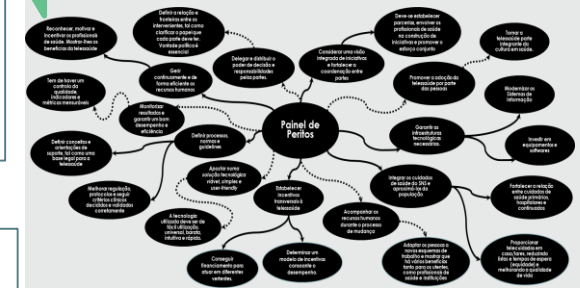 Reconhecer, motivar e
incentivar os profissionais
de saúde. Mostrar-lhes os
benefícios da telessaúde
Definir a relação e
fronteiras entre os
intervenientes, tal como
clarificar o papel que
cada parte deve ter.
Vontade política é
essencial
Deve-se estabelecer
parcerias, envolver os
profissionais de saúde
na construção de
iniciativas e promover o
esforço conjunto
Tornar a
telessaúde parte
integrante da
cultura em saúde.
Gerir
continuamente e de
forma eficiente os
recursos humanos
Delegar e distribuir o
poder de decisão e
responsabilidades
pelas partes.
Considerar uma visão
integrada de iniciativas
e fortalecer a
coordenação entre
partes
Promover a adoção da
telessaúde por parte
das pessoas
Modernizar os
Sistemas de
Informação
Tem de haver um
controlo da
qualidade,
indicadores e
métricas mensuráveis
Monitorizar
resultados e
garantir um bom
desempenho e
eficiência
Painel de
Peritos
Garantir as
infraestruturas
tecnológicas
necessárias.
Investir em
equipamentos e
softwares
Definir conceitos e
orientações de
suporte, tal como uma
base legal para a
telessaúde
Definir processos,
normas e
guidelines
Apostar numa
solução tecnológica
viável, simples e
user-friendly
Estabelecer
incentivos
transversais à
telessaúde
Integrar os cuidados
de saúde do SNS e
aproximá-los da
população
Fortalecer a relação
entre cuidados de
saúde primários,
hospitalares e
continuados
Melhorar regulação,
protocolos e seguir
critérios clínicos
decididos e validados
corretamente
A tecnologia
utilizada deve ser de
fácil utilização,
universal, barata,
intuitiva e rápida.
Acompanhar os
recursos humanos
durante o processo
de mudança
Conseguir
financiamento para
atuar em diferentes
vertentes.
Determinar um
modelo de incentivos
consoante o
desempenho.
Adaptar as pessoas a
novos esquemas de
trabalho e mostrar que
há vários benefícios
tanto para os utentes,
como profissionais de
saúde e instituições
Proporcionar
telecuidados em
casa/lares, reduzindo
listas e tempos de espera
(equidade) e
melhorando a qualidade
de vida